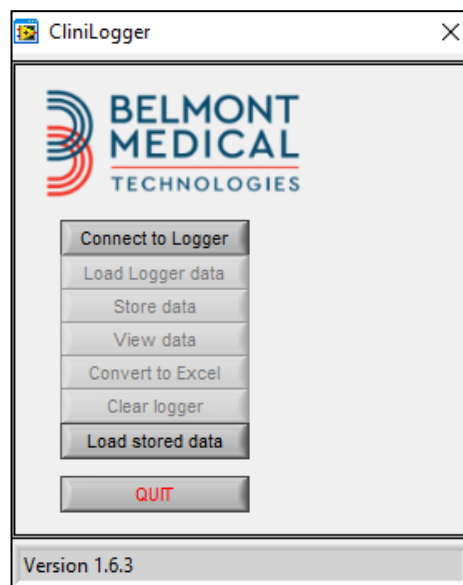 CliniLogger
BELMONT
MEDICAL
TECHNOLOGIES
Connect to Logger
Load Logger data
Store data
View data
Convert to Excel
Clear logger
Load stored data
QUIT
Version 1.6.3